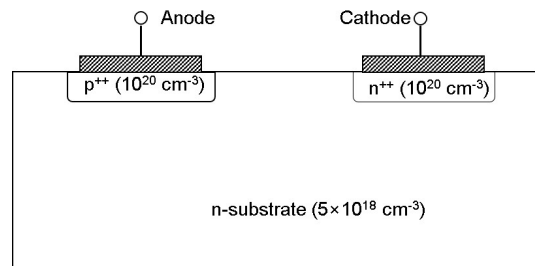 Anode
Cathode
p⁺⁺ (10²⁰ cm⁻³)
n⁺⁺ (10²⁰ cm⁻³)
n-substrate (5×10¹⁸ cm⁻³)